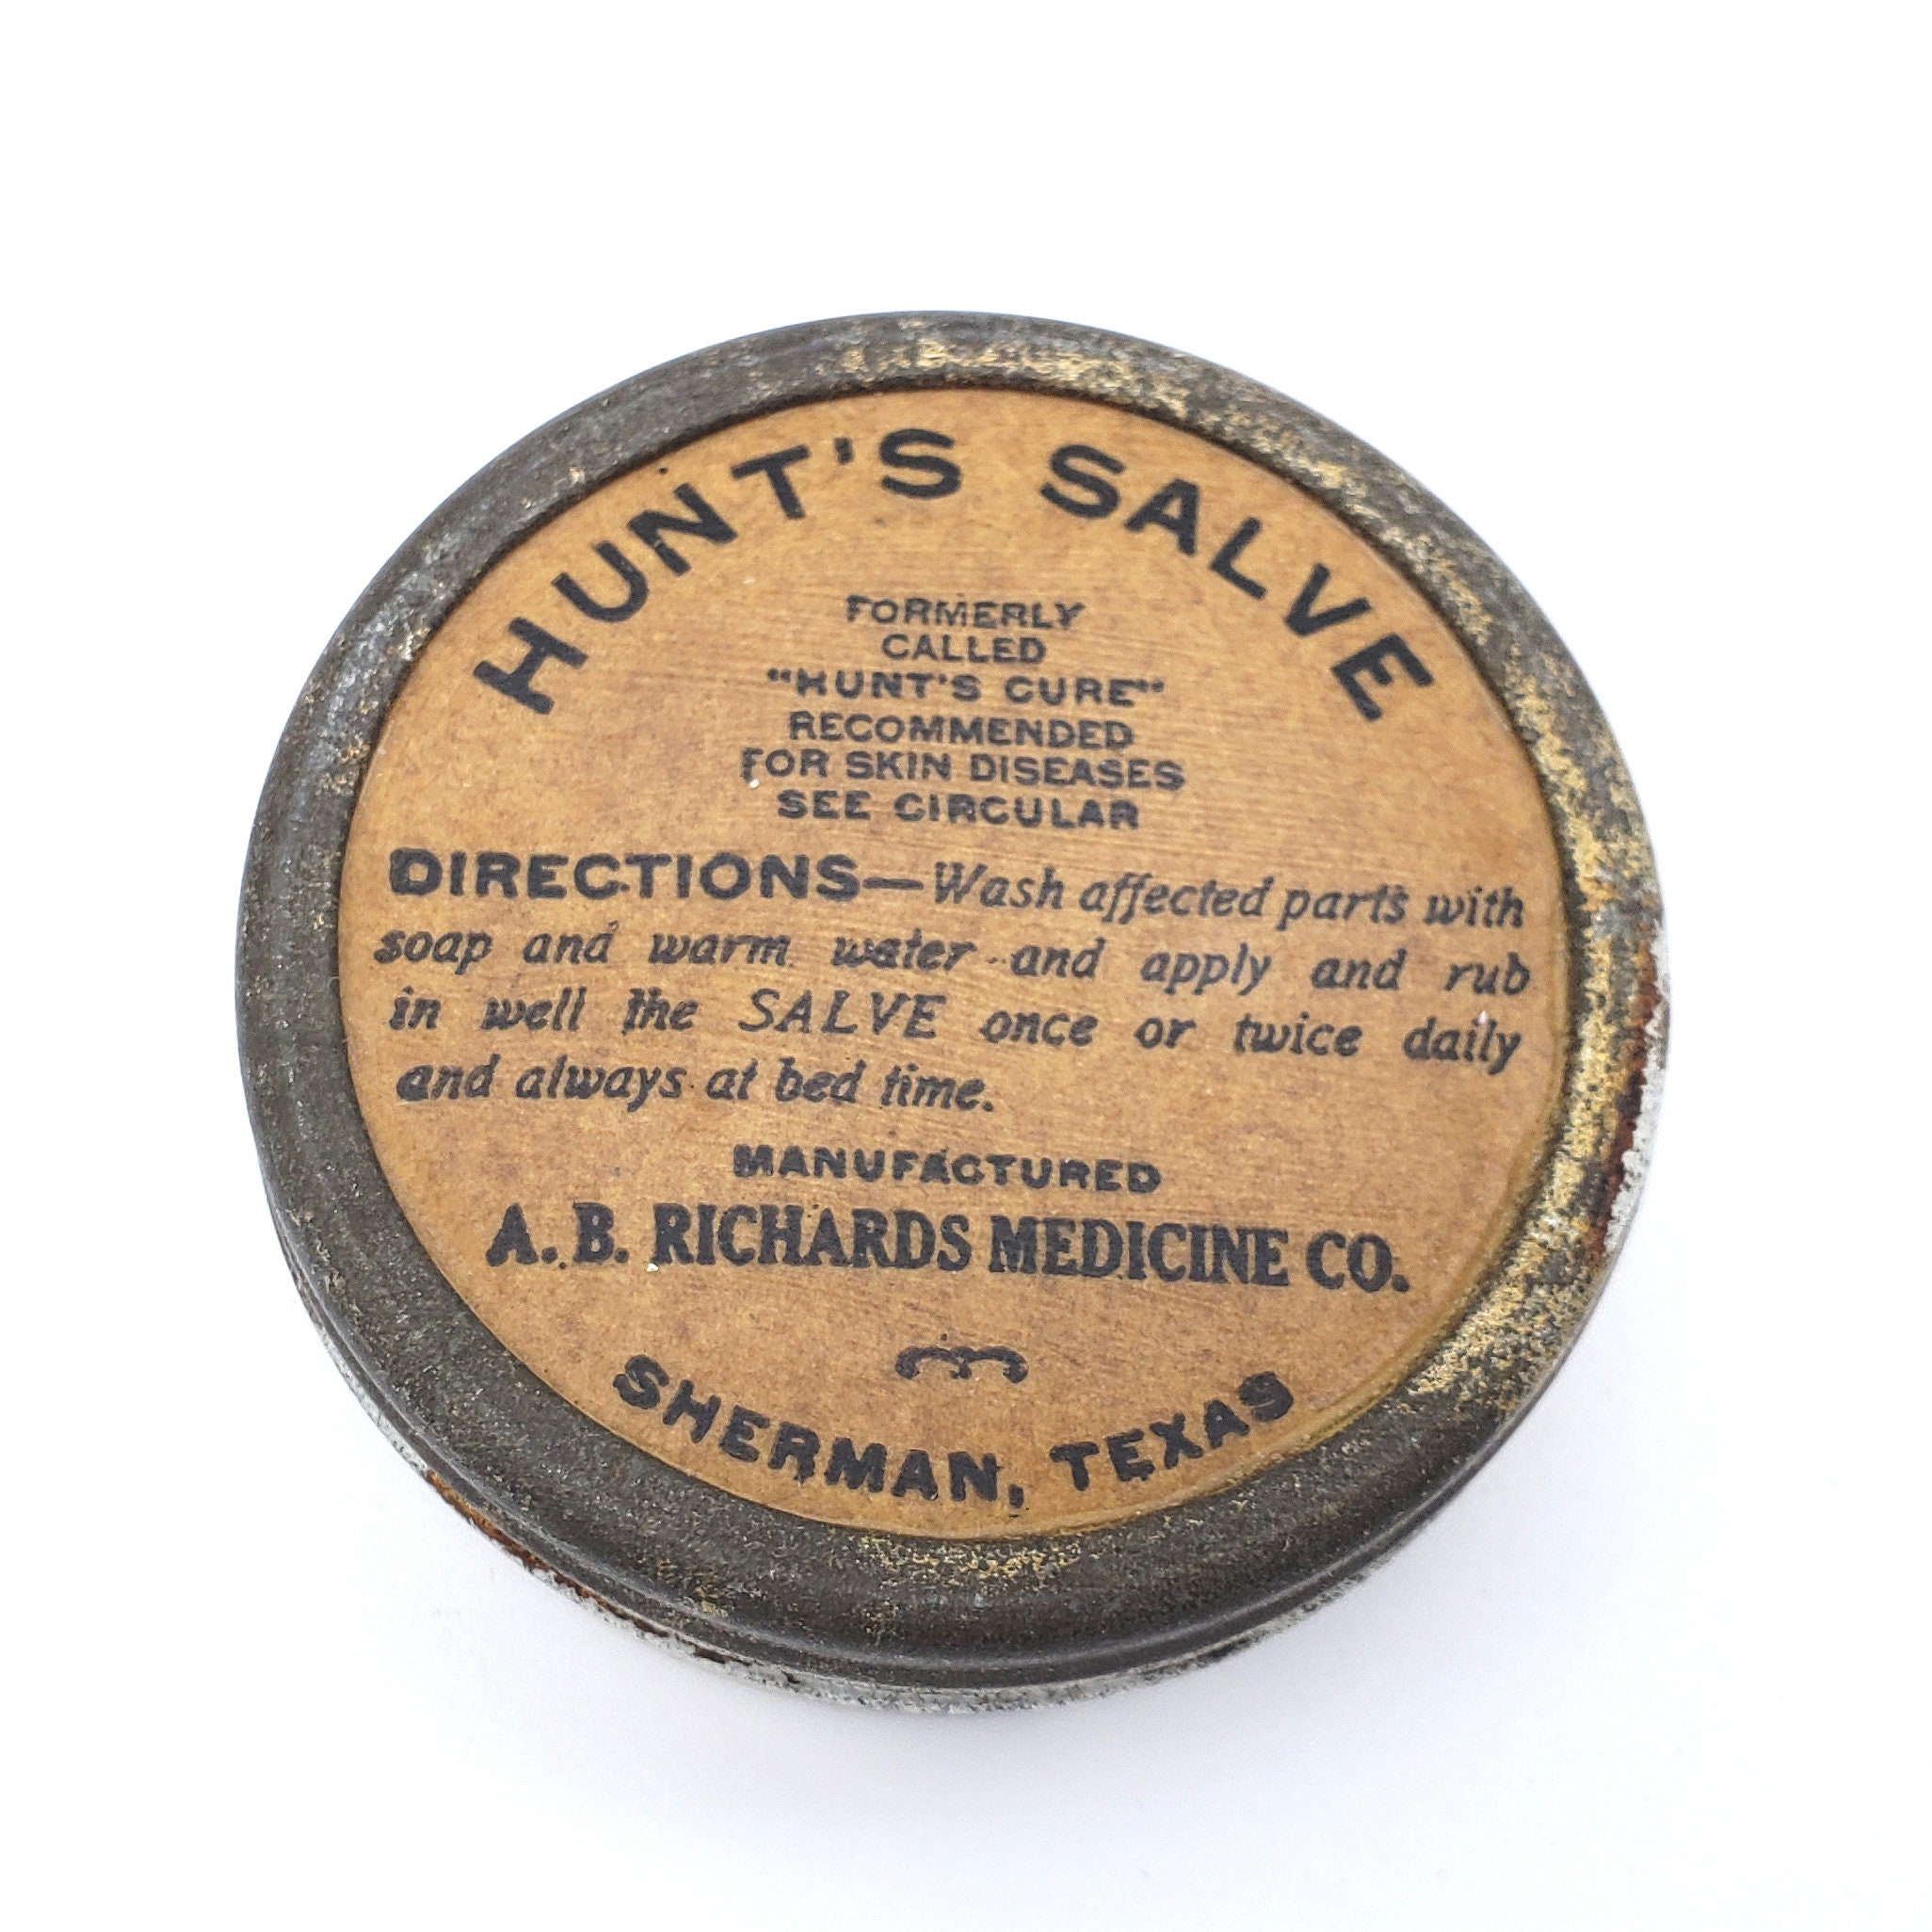 HUNT'S SALVE
FORMERLY
CALLED
"HUNT'S CURE"
RECOMMENDED
FOR SKIN DISEASES
SEE CIRCULAR
DIRECTIONS—Wash affected parts with
soap and warm water and apply and rub
in well the SALVE once or twice daily
and always at bed time.
MANUFACTURED
A. B. RICHARDS MEDICINE CO.
SHERMAN, TEXAS